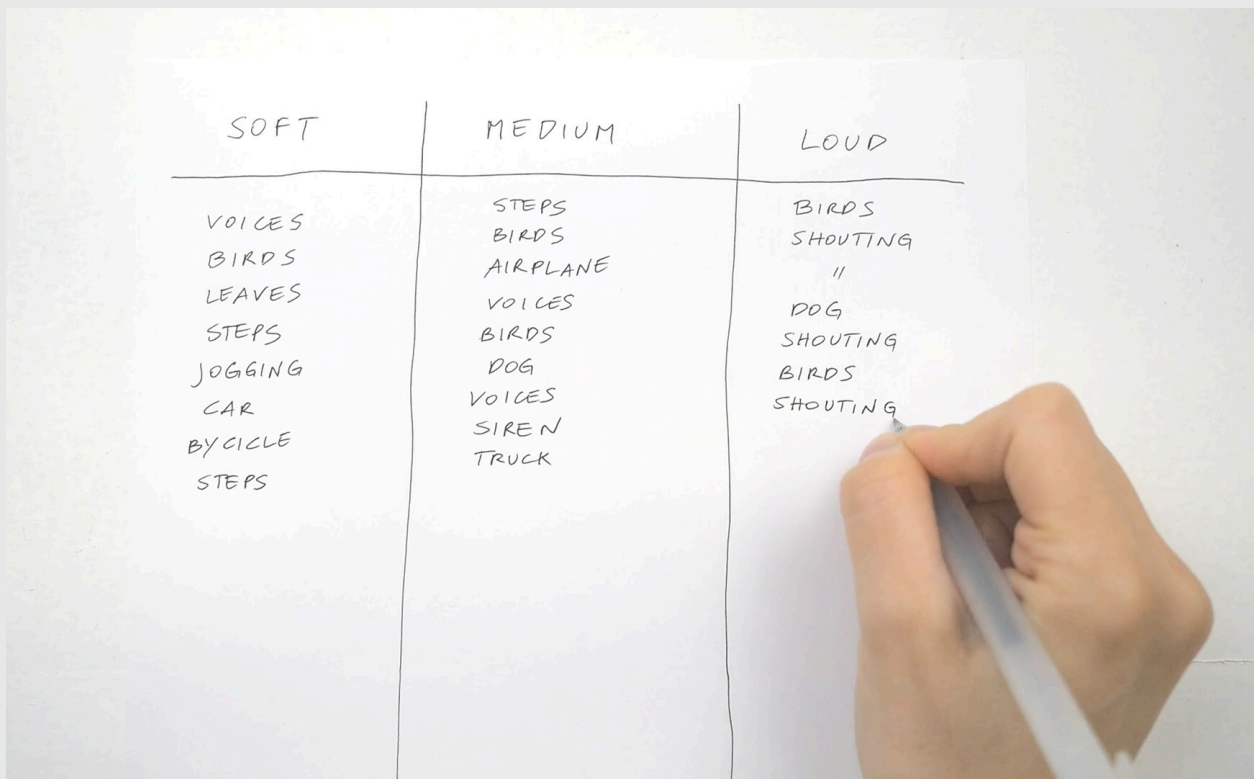 SOFT
VOICES
BIRDS
LEAVES
STEPS
JOGGING
CAR
BYCICLE
STEPS
MEDIUM
STEPS
BIRDS
AIRPLANE
VOICES
BIRDS
DOG
VOICES
SIREN
TRUCK
LOUD
BIRDS
SHOUTING
"
DOG
SHOUTING
BIRDS
SHOUTING